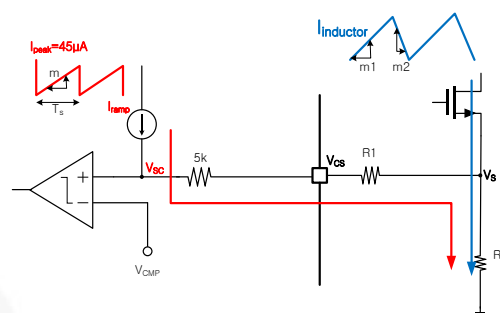 Ipeak=45μA
m
Ts
Iramp
Iinductor
m1
m2
5k
VSC
VCS
R1
VS
VCMP
R
+
-